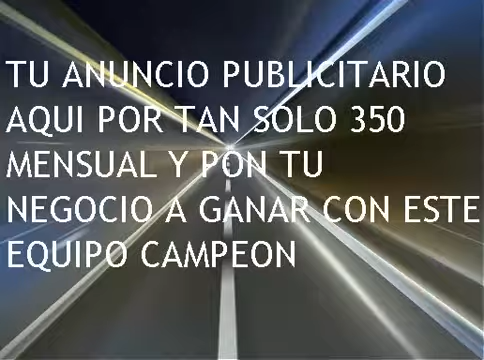 TU ANUNCIO PUBLICITARIO
AQUI POR TAN SOLO 350
MENSUAL Y PON TU
NEGOCIO A GANAR CON ESTE
EQUIPO CAMPEON